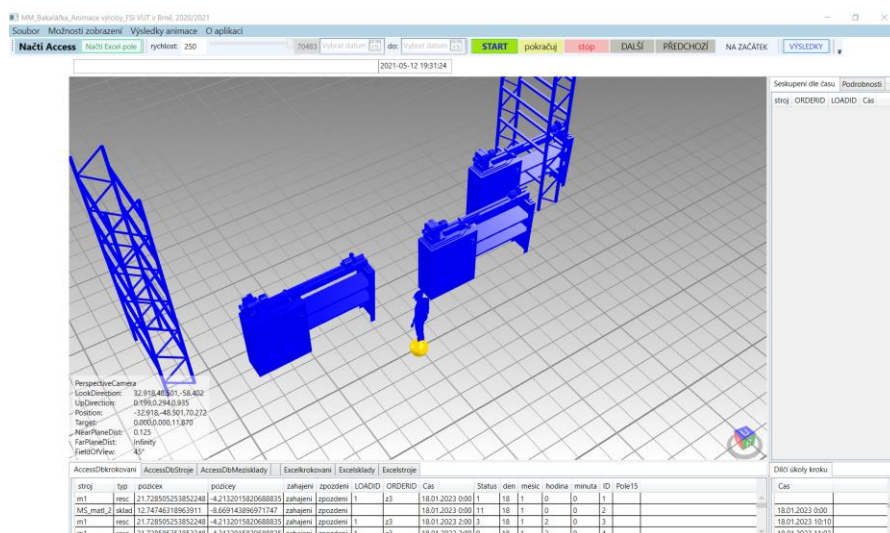 MM_Bakalářka_Animace výroby_FSI VUT v Brně, 2020/2021
Soubor Možnosti zobrazení Výsledky animace O aplikaci
Načti Access Načti Excel pole rychlost: 250 70483 Vybrat datum 15 do: Vybrat datum 15 START pokračuj stop DALŠÍ PŘEDCHOZÍ NA ZAČÁTEK VÝSLEDKY
2021-05-12 19:31:24
Seskupení dle času Podrobnosti
stroj ORDERID LOADID Cas
PerspectiveCamera
LookDirection: 32.918,48.501,-58.402
UpDirection: 0.199,0.294,0.935
Position: -32.918,-48.501,70.272
Target: 0.000,0.000,11.870
NearPlaneDist: 0.125
FarPlaneDist: Infinity
FieldOfView: 45°
AccessDbkrokovani AccessDbStroje AccessDbMezisklady Excelkrokovani Excelsklady Excelstroje
Dílčí úkoly kroku
stroj typ pozicex pozicey zahajeni zpozdeni LOADID ORDERID Cas Status den mesic hodina minuta ID Pole15
Cas
m1 resc 21.728505253852248 -4.2132015820688835 zahajeni zpozdeni 1 z3 18.01.2023 0:00 1 18 1 0 0 1
MS_matl_2 sklad 12.74746318963911 -8.669143896971747 zahajeni zpozdeni 18.01.2023 0:00 11 18 1 0 0 2
18.01.2023 0:00
m1 resc 21.728505253852248 -4.2132015820688835 zahajeni zpozdeni 1 z3 18.01.2023 2:00 3 18 1 2 0 3
18.01.2023 10:10